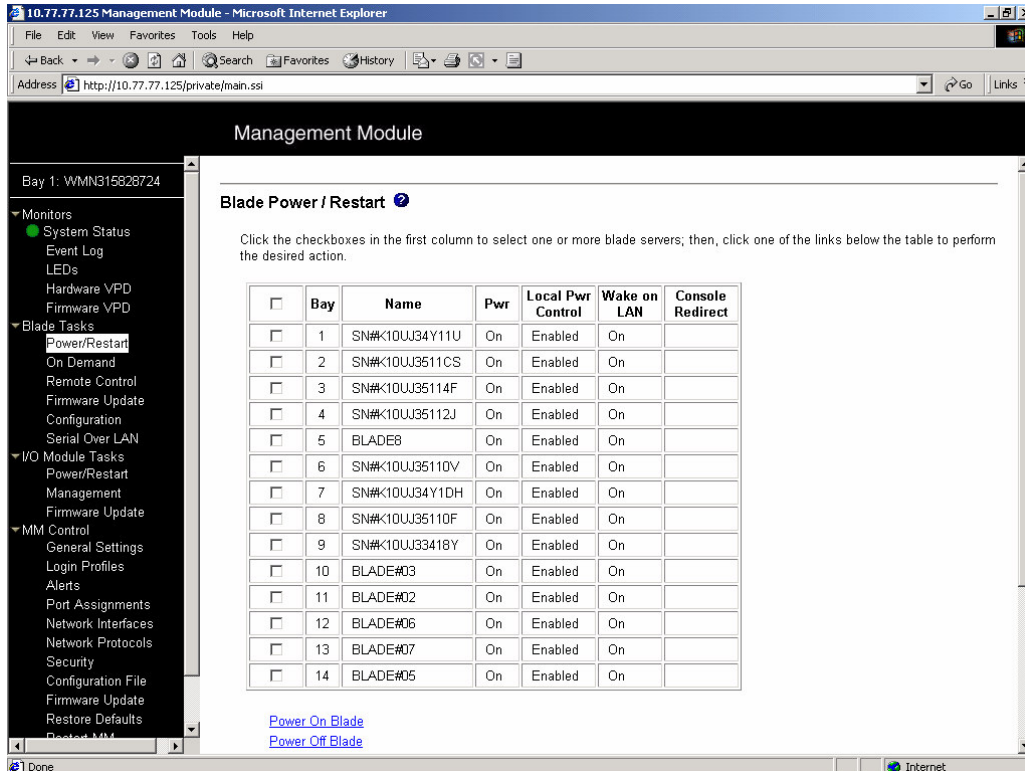 10.77.77.125 Management Module - Microsoft Internet Explorer
File Edit View Favorites Tools Help
Back Search Favorites History
Address http://10.77.77.125/private/main.ssi Go Links
Management Module
Bay 1: WMN315828724
Monitors
System Status
Event Log
LEDs
Hardware VPD
Firmware VPD
Blade Tasks
Power/Restart
On Demand
Remote Control
Firmware Update
Configuration
Serial Over LAN
I/O Module Tasks
Power/Restart
Management
Firmware Update
MM Control
General Settings
Login Profiles
Alerts
Port Assignments
Network Interfaces
Network Protocols
Security
Configuration File
Firmware Update
Restore Defaults
Restart MM
Blade Power / Restart ?
Click the checkboxes in the first column to select one or more blade servers; then, click one of the links below the table to perform
the desired action.
Bay Name Pwr Local Pwr Control Wake on LAN Console Redirect
1 SN#K10UJ34Y11U On Enabled On
2 SN#K10UJ3511CS On Enabled On
3 SN#K10UJ35114F On Enabled On
4 SN#K10UJ35112J On Enabled On
5 BLADE8 On Enabled On
6 SN#K10UJ35110V On Enabled On
7 SN#K10UJ34Y1DH On Enabled On
8 SN#K10UJ35110F On Enabled On
9 SN#K10UJ33418Y On Enabled On
10 BLADE#03 On Enabled On
11 BLADE#02 On Enabled On
12 BLADE#06 On Enabled On
13 BLADE#07 On Enabled On
14 BLADE#05 On Enabled On
Power On Blade
Power Off Blade
Done Internet